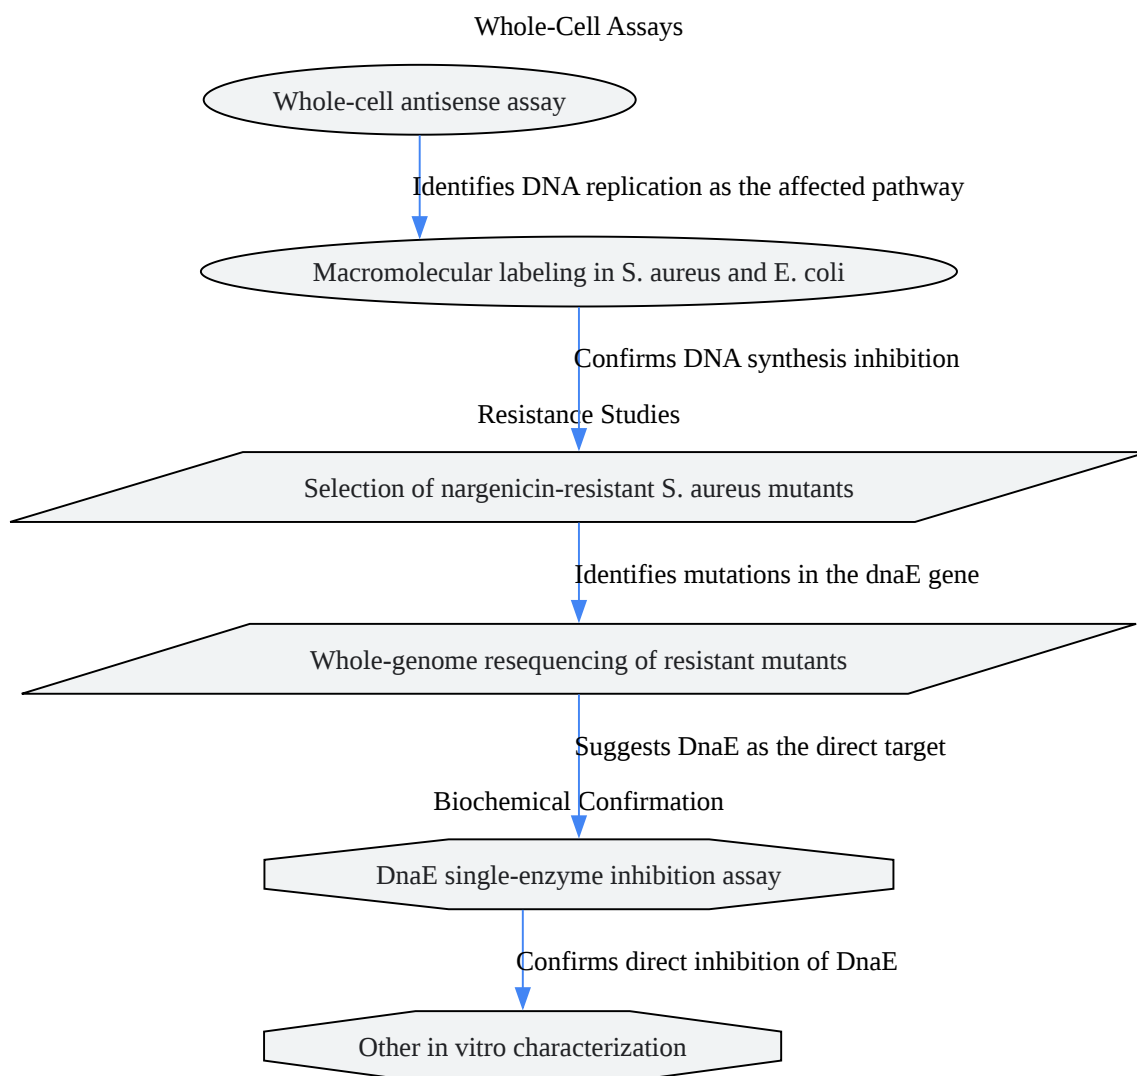 Whole-Cell Assays
Whole-cell antisense assay
Identifies DNA replication as the affected pathway
Macromolecular labeling in S. aureus and E. coli
Confirms DNA synthesis inhibition
Resistance Studies
Selection of nargenicin-resistant S. aureus mutants
Identifies mutations in the dnaE gene
Whole-genome resequencing of resistant mutants
Suggests DnaE as the direct target
Biochemical Confirmation
DnaE single-enzyme inhibition assay
Confirms direct inhibition of DnaE
Other in vitro characterization